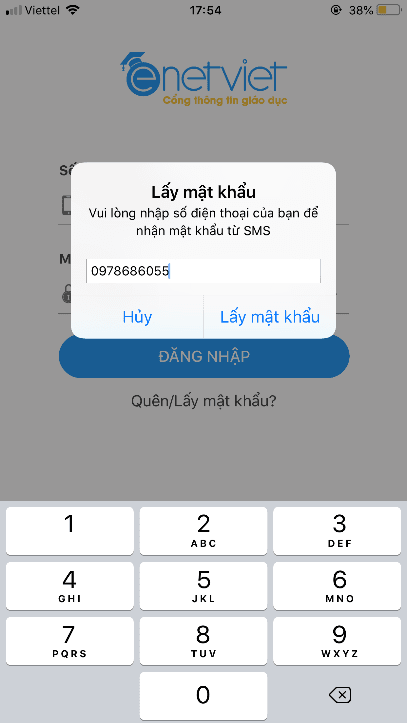 Viettel 17:54 38%
enetviet
Cổng thông tin giáo dục
Số
Lấy mật khẩu
Vui lòng nhập số điện thoại của bạn để
nhận mật khẩu từ SMS
M
0978686055
Hủy Lấy mật khẩu
ĐĂNG NHẬP
Quên/Lấy mật khẩu?
1 2 3
ABC DEF
4 5 6
GHI JKL MNO
7 8 9
PQRS TUV WXYZ
0